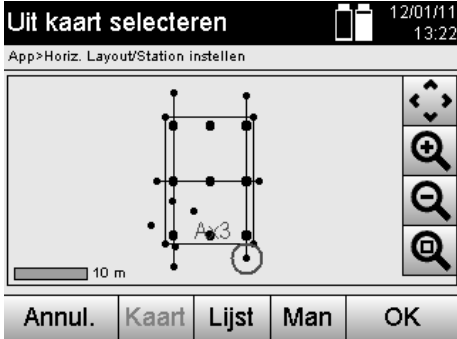 Uit kaart selecteren
12/01/11
13:22
App>Horiz. Layout/Station instellen
Ax3
10 m
Annul.
Kaart
Lijst
Man
OK